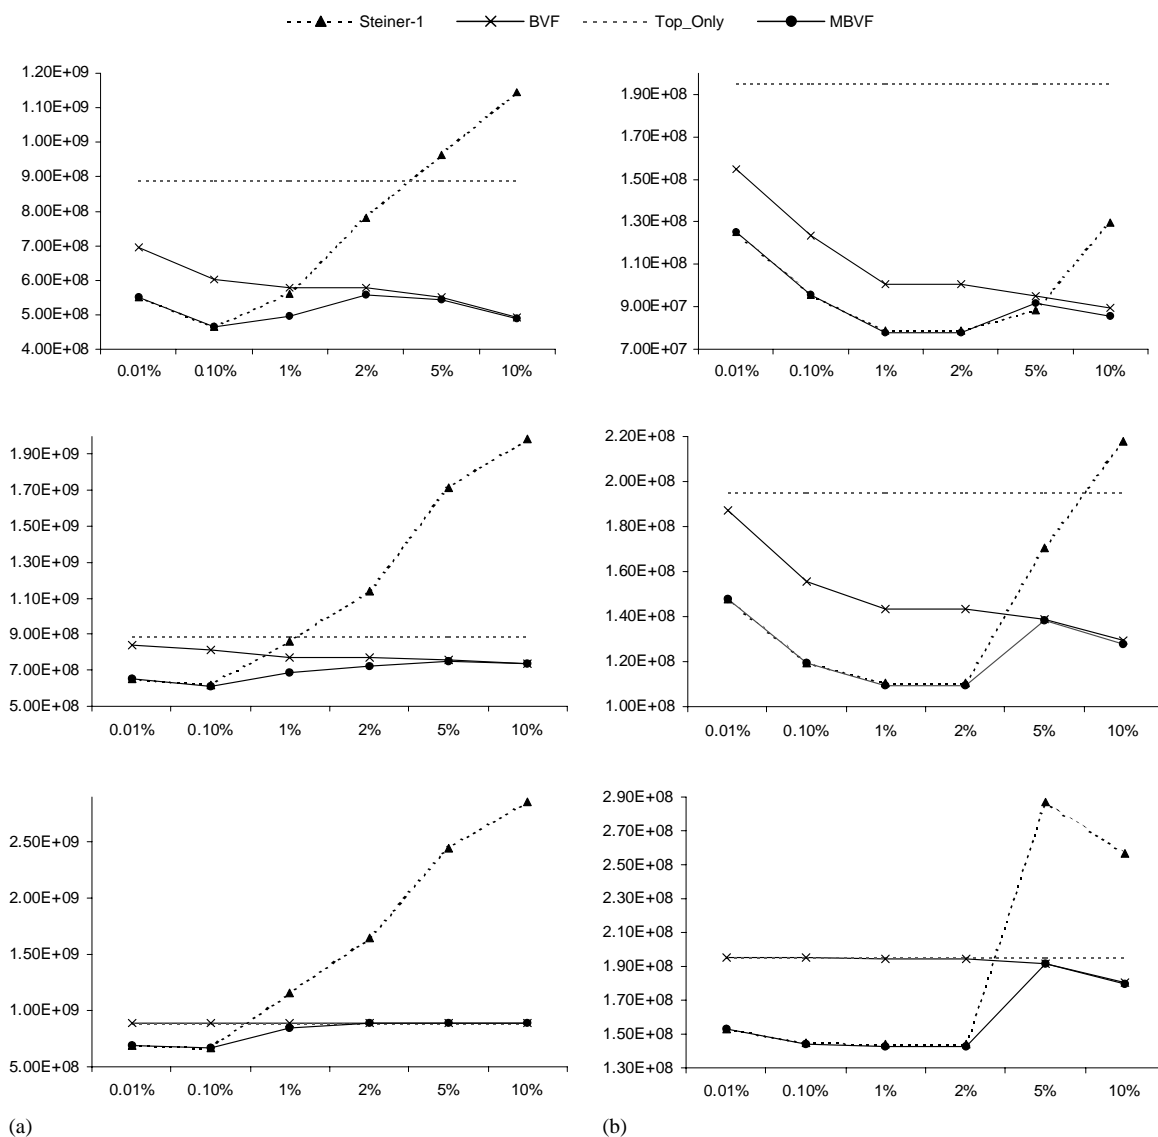 Steiner-1 BVF Top_Only MBVF
1.20E+09
1.10E+09
1.00E+09
9.00E+08
8.00E+08
7.00E+08
6.00E+08
5.00E+08
4.00E+08
0.01% 0.10% 1% 2% 5% 10%
1.90E+08
1.70E+08
1.50E+08
1.30E+08
1.10E+08
9.00E+07
7.00E+07
0.01% 0.10% 1% 2% 5% 10%
1.90E+09
1.70E+09
1.50E+09
1.30E+09
1.10E+09
9.00E+08
7.00E+08
5.00E+08
0.01% 0.10% 1% 2% 5% 10%
2.20E+08
2.00E+08
1.80E+08
1.60E+08
1.40E+08
1.20E+08
1.00E+08
0.01% 0.10% 1% 2% 5% 10%
2.50E+09
2.00E+09
1.50E+09
1.00E+09
5.00E+08
0.01% 0.10% 1% 2% 5% 10%
2.90E+08
2.70E+08
2.50E+08
2.30E+08
2.10E+08
1.90E+08
1.70E+08
1.50E+08
1.30E+08
0.01% 0.10% 1% 2% 5% 10%
(a) (b)